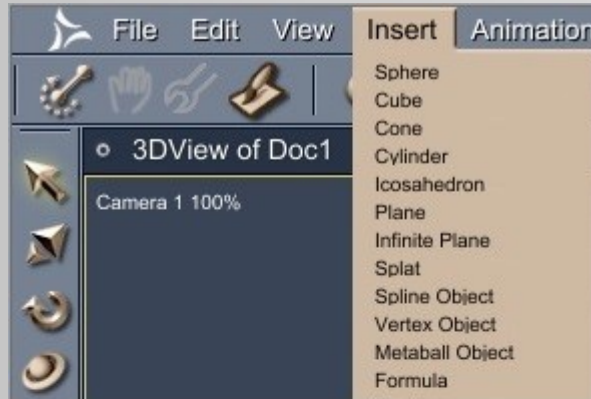 File Edit View Insert Animation
Sphere
Cube
Cone
Cylinder
3DView of Doc1
Icosahedron
Camera 1 100%
Plane
Infinite Plane
Splat
Spline Object
Vertex Object
Metaball Object
Formula